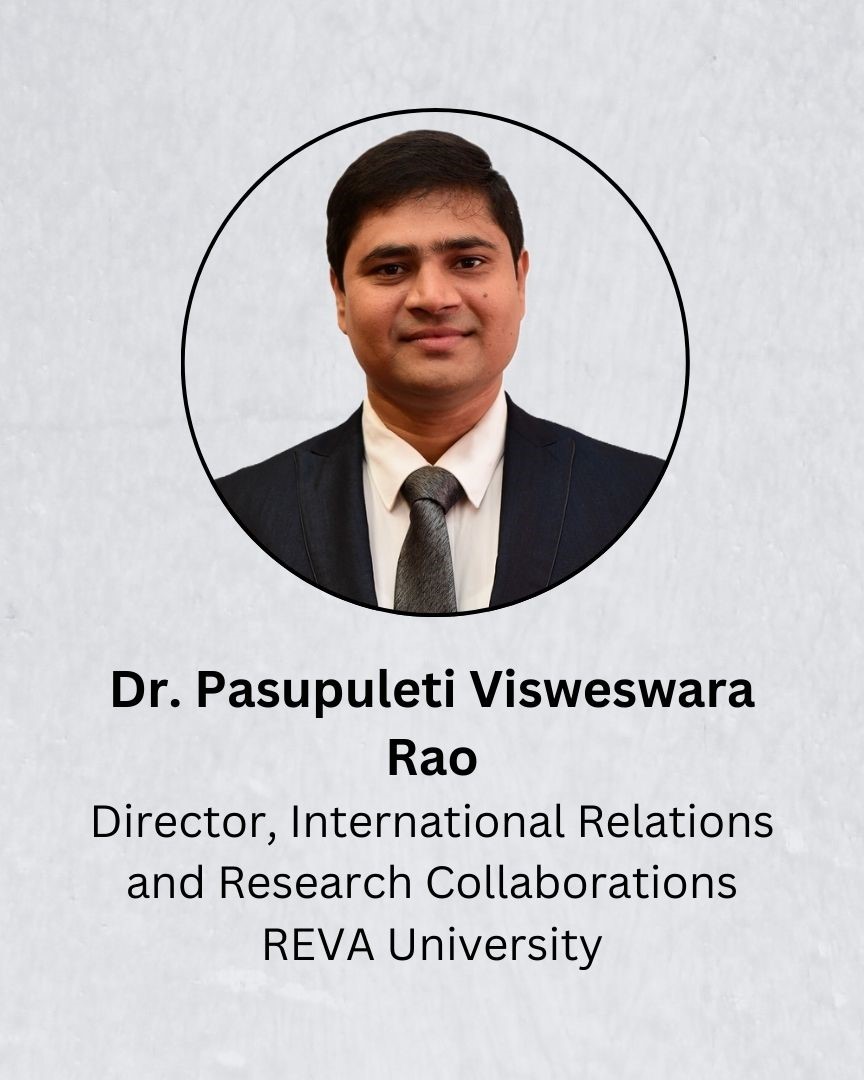 Dr. Pasupuleti Visweswara
Rao
Director, International Relations
and Research Collaborations
REVA University